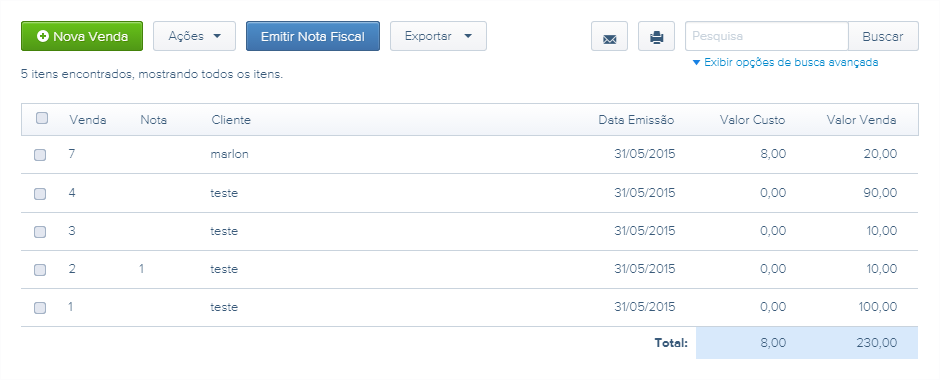 Nova Venda Ações Emitir Nota Fiscal Exportar Pesquisa Buscar
Exibir opções de busca avançada
5 itens encontrados, mostrando todos os itens.
Venda Nota Cliente Data Emissão Valor Custo Valor Venda
7 marlon 31/05/2015 8,00 20,00
4 teste 31/05/2015 0,00 90,00
3 teste 31/05/2015 0,00 10,00
2 1 teste 31/05/2015 0,00 10,00
1 teste 31/05/2015 0,00 100,00
Total: 8,00 230,00